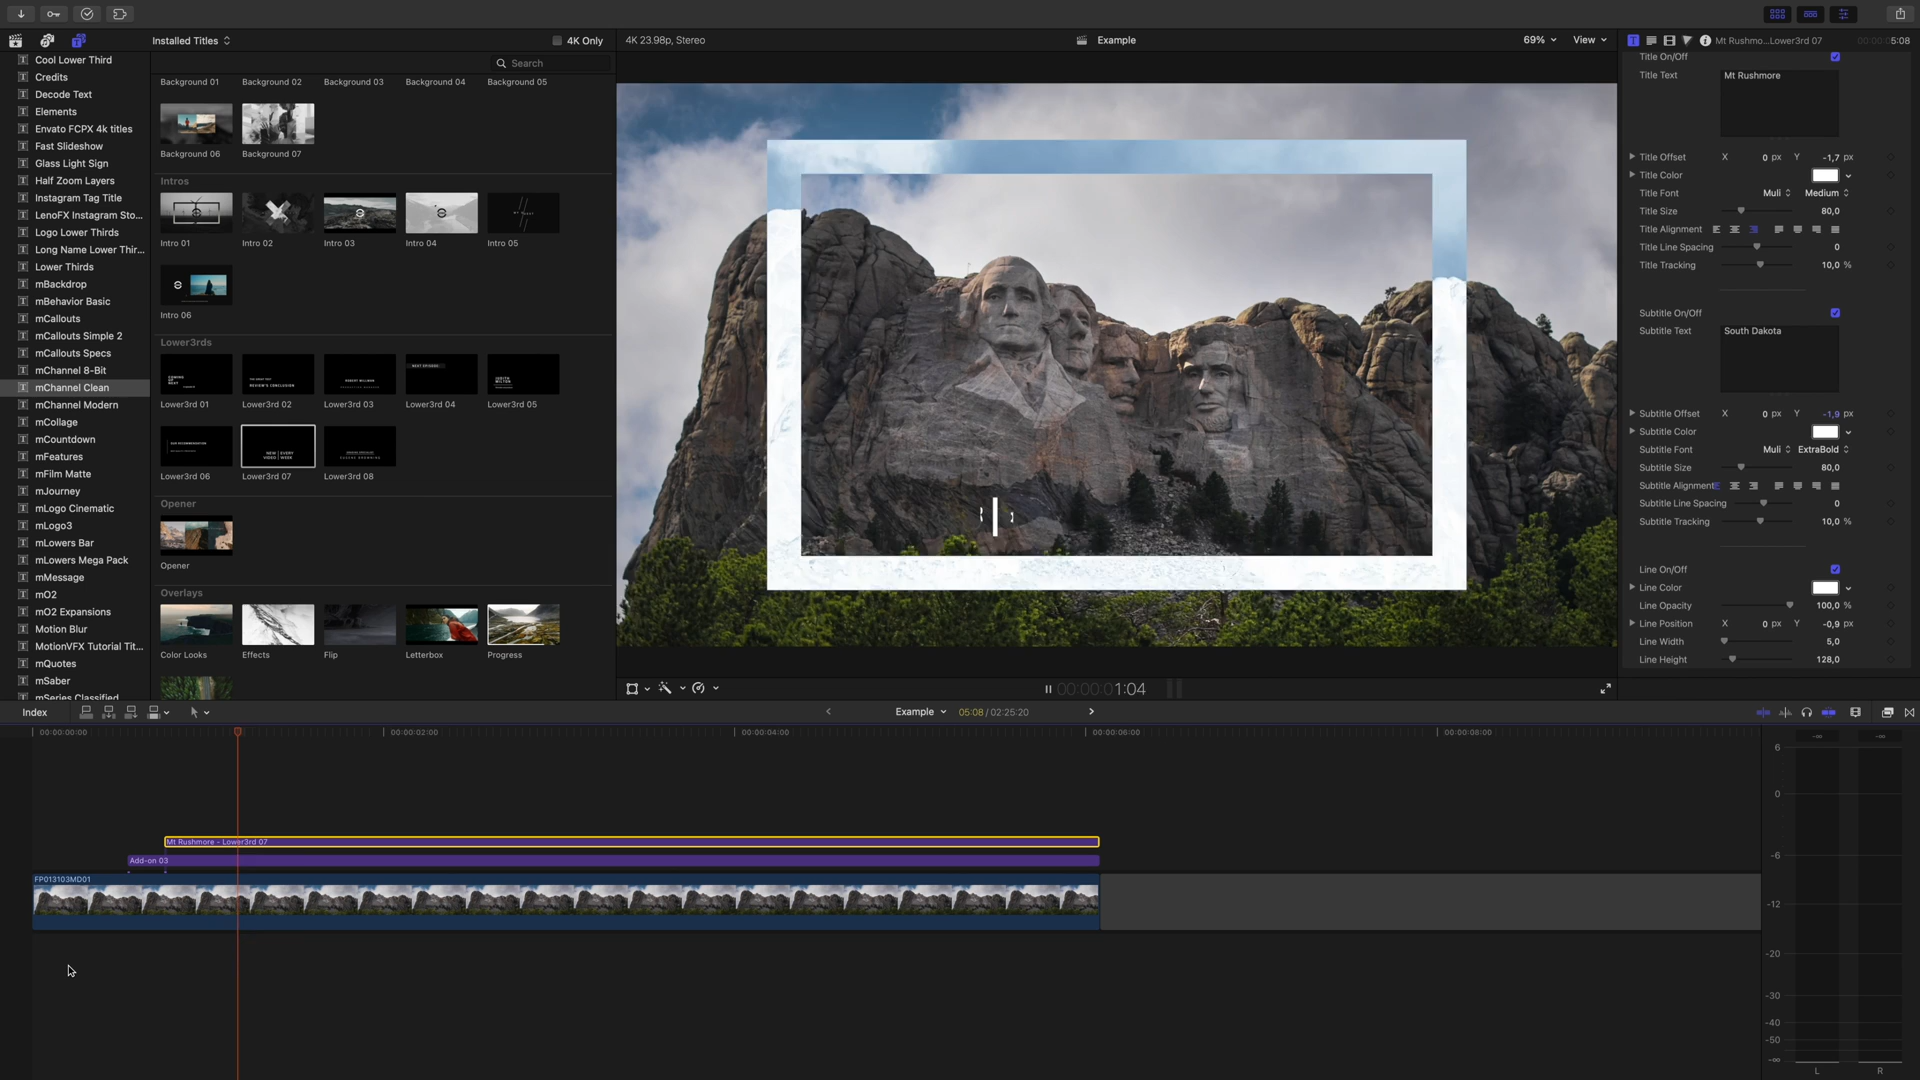 Installed Titles
4K Only
4K 23.98p, Stereo
Example
69%
View
Mt Rushmo...Lower3rd 07
5:08
Search
Cool Lower Third
Credits
Decode Text
Elements
Envato FCPX 4k titles
Fast Slideshow
Glass Light Sign
Half Zoom Layers
Instagram Tag Title
LenoFX Instagram Sto...
Logo Lower Thirds
Long Name Lower Thir...
Lower Thirds
mBackdrop
mBehavior Basic
mCallouts
mCallouts Simple 2
mCallouts Specs
mChannel 8-Bit
mChannel Clean
mChannel Modern
mCollage
mCountdown
mFeatures
mFilm Matte
mJourney
mLogo Cinematic
mLogo3
mLowers Bar
mLowers Mega Pack
mMessage
mO2
mO2 Expansions
Motion Blur
MotionVFX Tutorial Tit...
mQuotes
mSaber
mSeries Classified
Background 01
Background 02
Background 03
Background 04
Background 05
Background 06
Background 07
Intros
Intro 01
Intro 02
Intro 03
Intro 04
Intro 05
Intro 06
Lower3rds
Lower3rd 01
Lower3rd 02
Lower3rd 03
Lower3rd 04
Lower3rd 05
Lower3rd 06
Lower3rd 07
Lower3rd 08
Opener
Opener
Overlays
Color Looks
Effects
Flip
Letterbox
Progress
Title On/Off
Title Text
Mt Rushmore
Title Offset X 0 px Y -1,7 px
Title Color
Title Font Muli Medium
Title Size 80,0
Title Alignment
Title Line Spacing 0
Title Tracking 10,0 %
Subtitle On/Off
Subtitle Text
South Dakota
Subtitle Offset X 0 px Y -1,9 px
Subtitle Color
Subtitle Font Muli ExtraBold
Subtitle Size 80,0
Subtitle Alignment
Subtitle Line Spacing 0
Subtitle Tracking 10,0 %
Line On/Off
Line Color
Line Opacity 100,0 %
Line Position X 0 px Y -0,9 px
Line Width 5,0
Line Height 128,0
00:00:01:04
Index
Example
05:08 / 02:25:20
00:00:00:00
00:00:02:00
00:00:04:00
00:00:06:00
00:00:08:00
Mt Rushmore - Lower3rd 07
Add-on 03
FP013103MD01
6
0
-6
-12
-20
-30
-40
-50
-∞
L
R